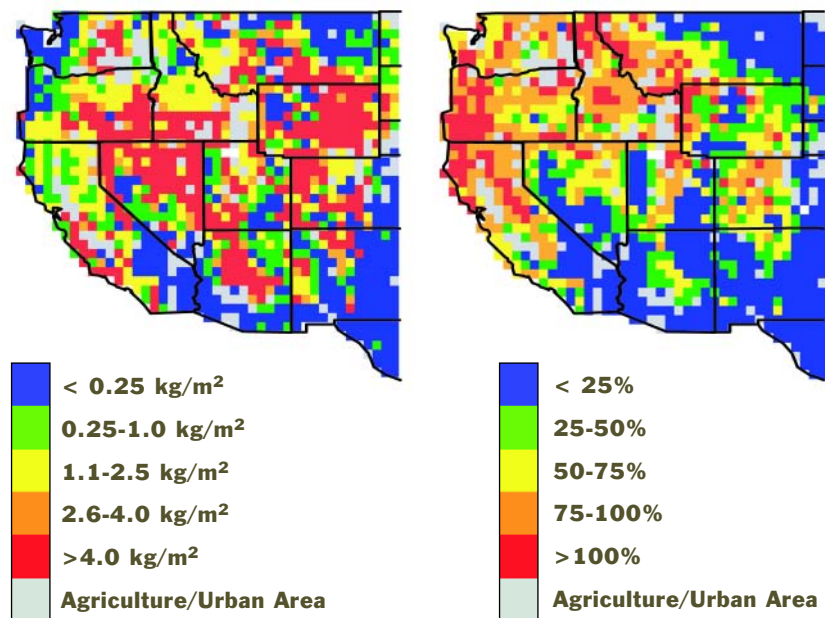 < 0.25 kg/m²
0.25-1.0 kg/m²
1.1-2.5 kg/m²
2.6-4.0 kg/m²
>4.0 kg/m²
Agriculture/Urban Area
< 25%
25-50%
50-75%
75-100%
>100%
Agriculture/Urban Area